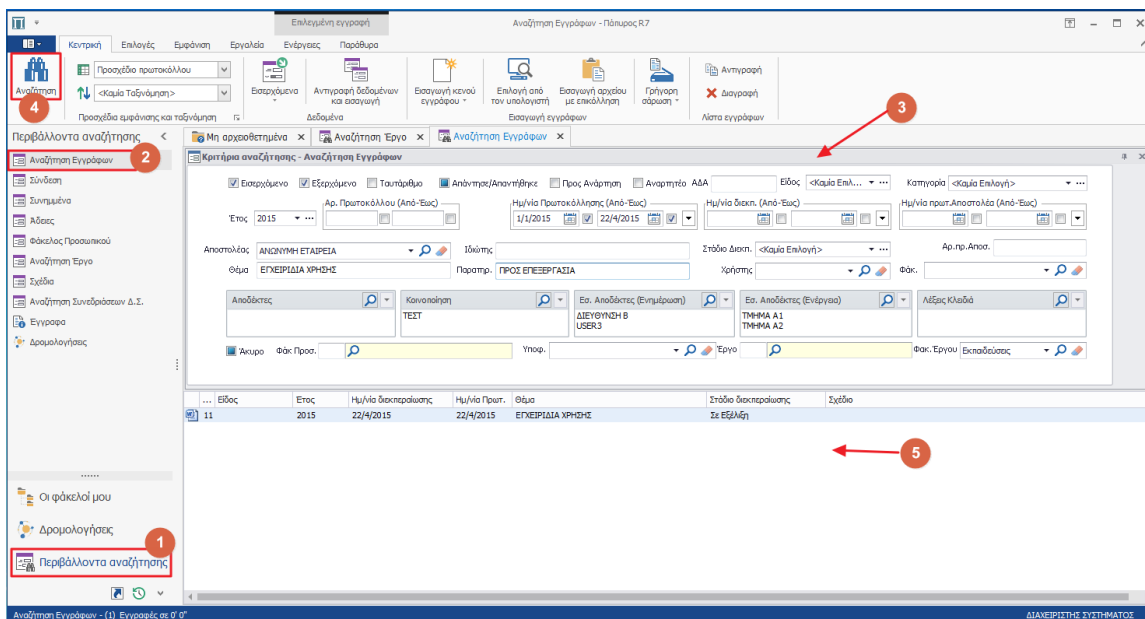 Επιλεγμένη εγγραφή
Αναζήτηση Εγγράφων - Πάπυρος R7
Κεντρική Επιλογές Εμφάνιση Εργαλεία Ενέργειες Παράθυρα
Αναζήτηση
4
Προσχέδιο πρωτοκόλλου
<Καμία Ταξινόμηση>
Προσχέδια εμφάνισης και ταξινόμηση
Εισερχόμενα
Αντιγραφή δεδομένων
και εισαγωγή
Δεδομένα
Εισαγωγή κενού
εγγράφου
Επιλογή από
τον υπολογιστή
Εισαγωγή αρχείου
με επικόλληση
Γρήγορη
σάρωση
Εισαγωγή εγγράφων
Αντιγραφή
Διαγραφή
Λίστα εγγράφων
3
Περιβάλλοντα αναζήτησης
Αναζήτηση Εγγράφων
2
Σύνδεση
Συνημμένα
Άδειες
Φάκελος Προσωπικού
Αναζήτηση Έργο
Σχέδια
Αναζήτηση Συνεδριάσεων Δ.Σ.
Έγγραφα
Δρομολογήσεις
Οι φάκελοί μου
Δρομολογήσεις
1
Περιβάλλοντα αναζήτησης
Μη αρχειοθετημένα x Αναζήτηση Έργο x Αναζήτηση Εγγράφων x
Κριτήρια αναζήτησης - Αναζήτηση Εγγράφων
Εισερχόμενο Εξερχόμενο Ταυτάριθμο Απάντησε/Απαντήθηκε Προς Ανάρτηση Αναρτητέο ΑΔΑ Είδος <Καμία Επιλ... Κατηγορία <Καμία Επιλογή>
Αρ. Πρωτοκόλλου (Από-Έως) Ημ/νία Πρωτοκόλλησης (Από-Έως) Ημ/νία διεκπ. (Από-Έως) Ημ/νία πρωτ.Αποστολέα (Από-Έως)
Έτος 2015 1/1/2015 22/4/2015
Αποστολέας ΑΝΩΝΥΜΗ ΕΤΑΙΡΕΙΑ Ιδιώτης Στάδιο Διεκπ. <Καμία Επιλογή> Αρ.πρ.Αποσ.
Θέμα ΕΓΧΕΙΡΙΔΙΑ ΧΡΗΣΗΣ Παρατηρ. ΠΡΟΣ ΕΠΕΞΕΡΓΑΣΙΑ Χρήστης Φάκ.
Αποδέκτες Κοινοποίηση Εσ. Αποδέκτες (Ενημέρωση) Εσ. Αποδέκτες (Ενέργεια) Λέξεις Κλειδιά
ΤΕΣΤ ΔΙΕΥΘΥΝΣΗ Β ΤΜΗΜΑ Α1
USER3 ΤΜΗΜΑ Α2
Άκυρο Φάκ Προσ. Υποφ. Έργο Φακ. Έργου Εκπαιδεύσεις
... Είδος Έτος Ημ/νία διεκπεραίωσης Ημ/νία Πρωτ. Θέμα Στάδιο διεκπεραίωσης Σχέδιο
11 2015 22/4/2015 22/4/2015 ΕΓΧΕΙΡΙΔΙΑ ΧΡΗΣΗΣ Σε Εξέλιξη
5
Αναζήτηση Εγγράφων - (1) Εγγραφές σε 0' 0"
ΔΙΑΧΕΙΡΙΣΤΗΣ ΣΥΣΤΗΜΑΤΟΣ